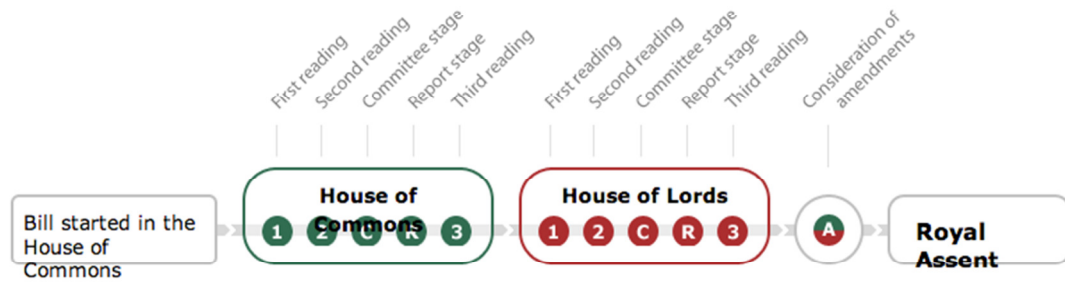 First reading
Second reading
Committee stage
Report stage
Third reading
First reading
Second reading
Committee stage
Report stage
Third reading
Consideration of
amendments
Bill started in the
House of
Commons
House of
Commons
1 2 C R 3
House of Lords
1 2 C R 3
A
Royal
Assent